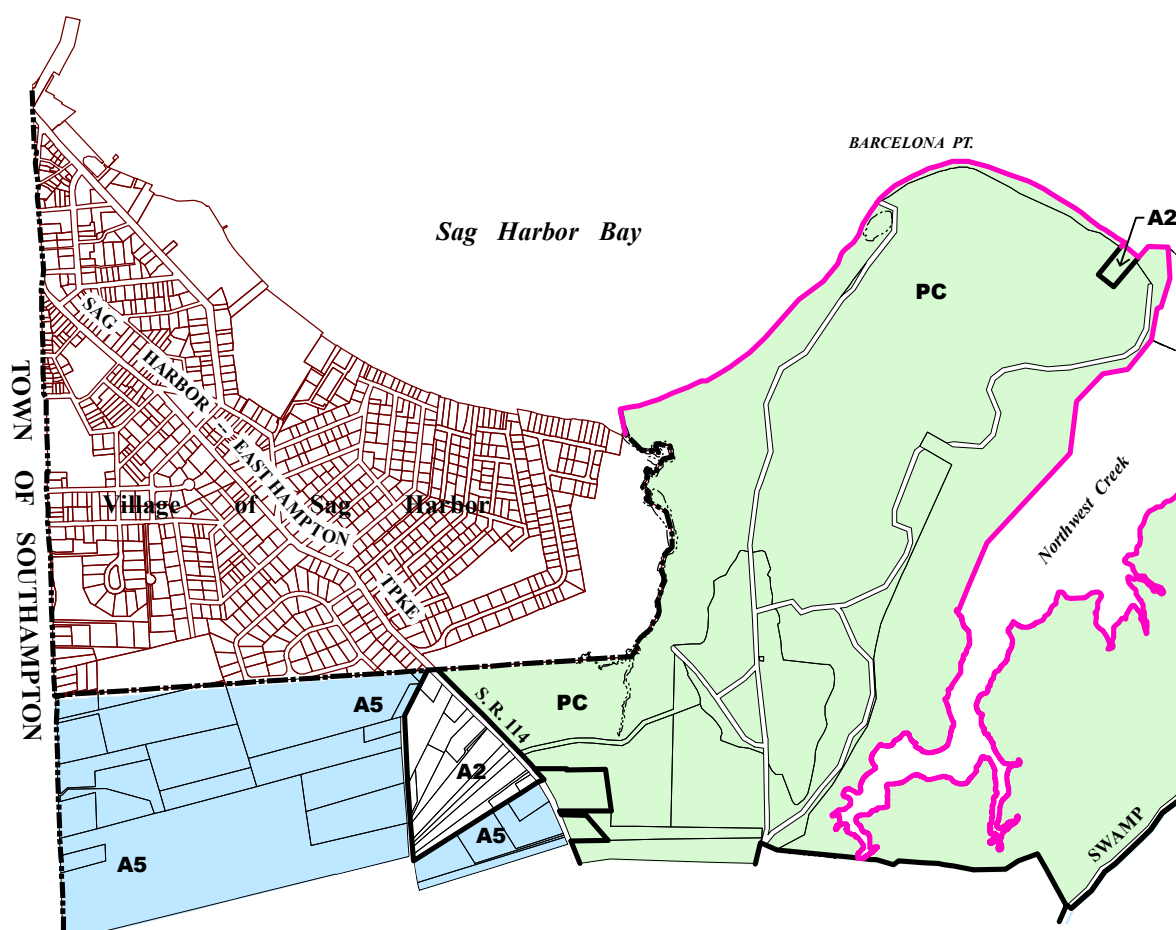 BARCELONA PT.
A2
Sag Harbor Bay
PC
SAG
HARBOR – EAST HAMPTON
TPKE
TOWN OF SOUTHAMPTON
Village of Sag Harbor
Northwest Creek
S. R. 114
A5
PC
A2
A5
A5
SWAMP